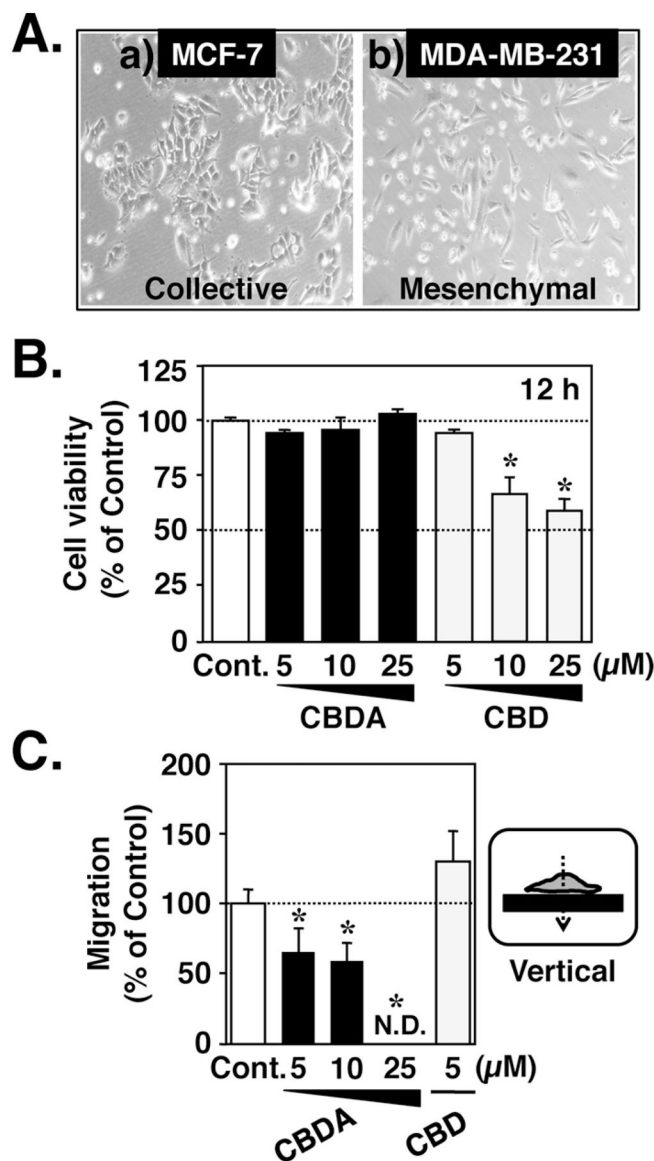 A.
a) MCF-7
b) MDA-MB-231
Collective
Mesenchymal
B.
Cell viability
(% of Control)
125
100
75
50
25
0
12 h
*
*
Cont. 5 10 25 5 10 25 (µM)
CBDA CBD
C.
Migration
(% of Control)
200
150
100
50
0
*
*
*
N.D.
Cont. 5 10 25 5 (µM)
CBDA CBD
Vertical